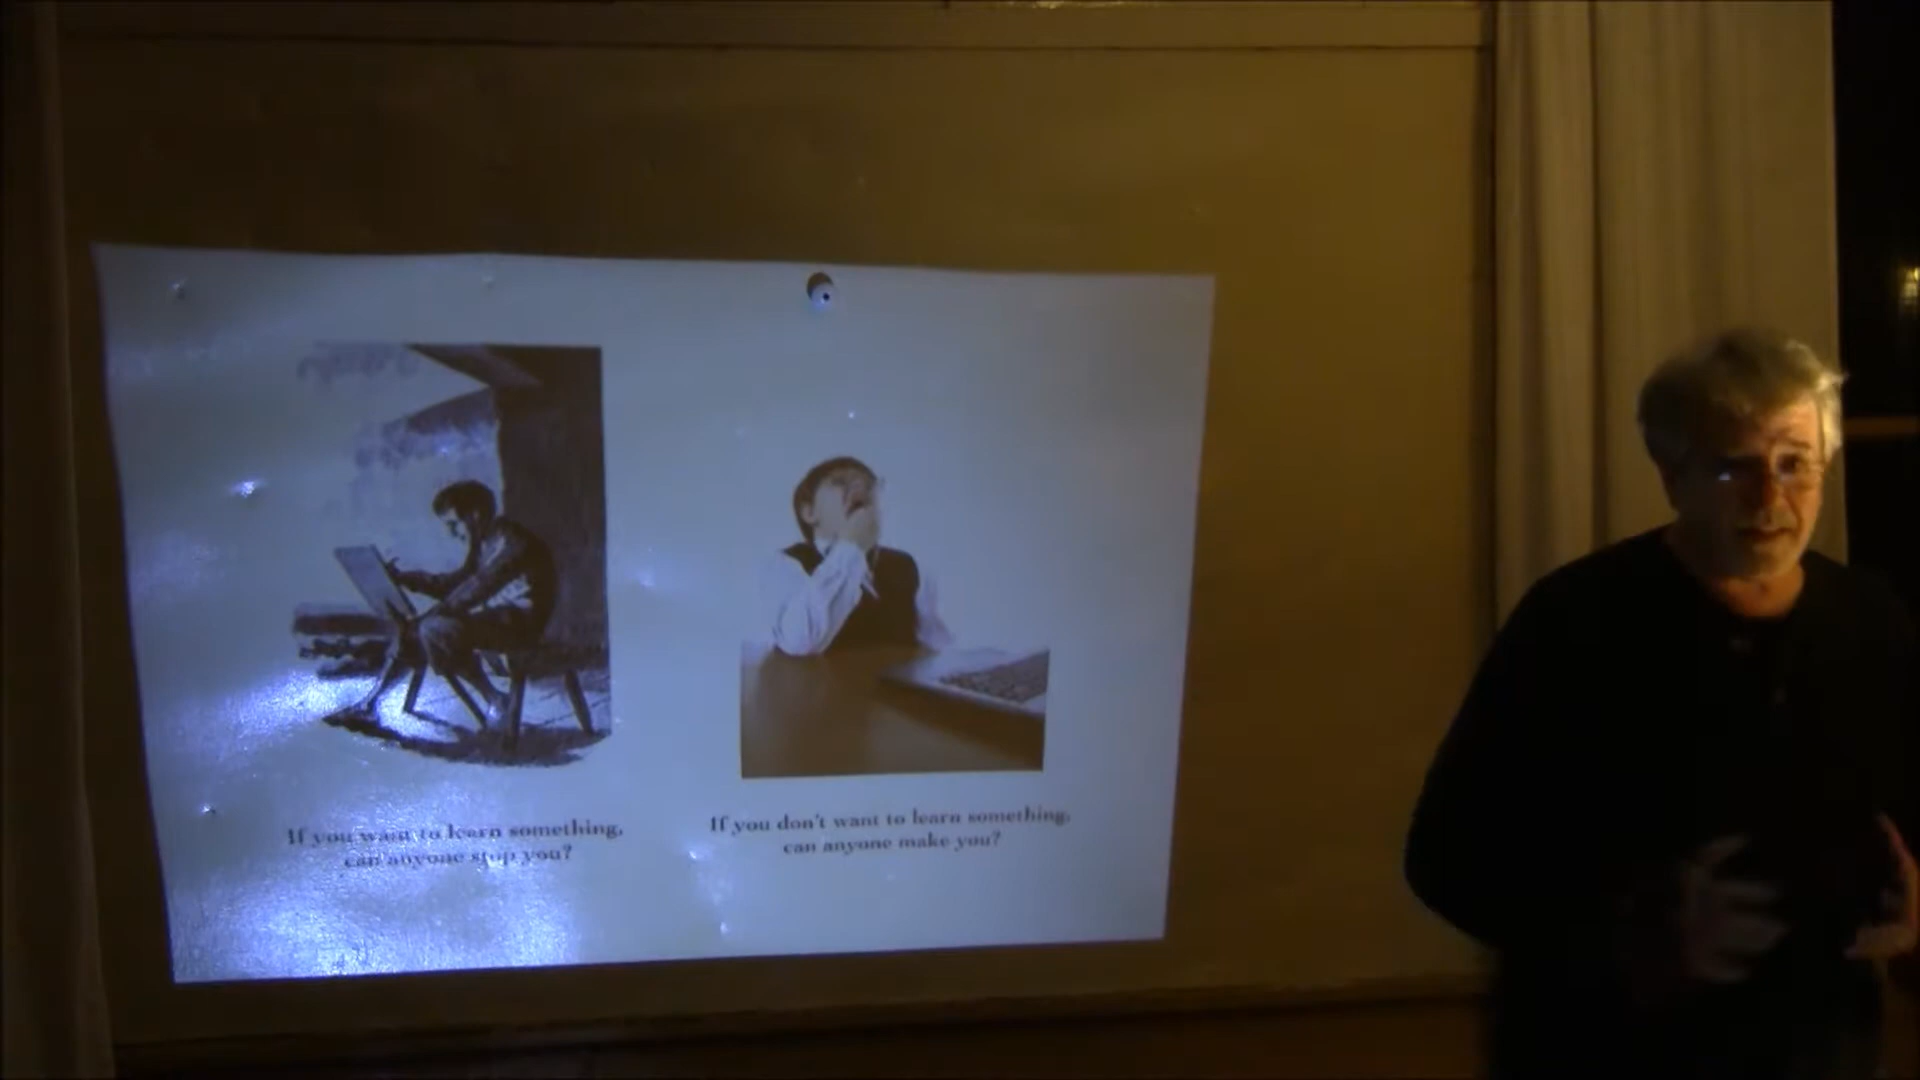 If you want to learn something,
can anyone stop you?
If you don't want to learn something,
can anyone make you?